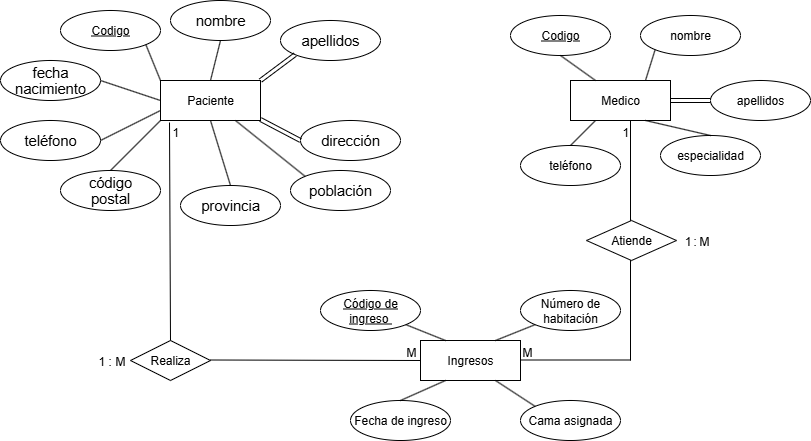 Codigo
nombre
apellidos
fecha
nacimiento
Paciente
teléfono
dirección
código
postal
provincia
población
1
Codigo
nombre
Medico
apellidos
teléfono
especialidad
1
Atiende
1: M
Código de
ingreso
Número de
habitación
1 : M
Realiza
M
Ingresos
M
Fecha de ingreso
Cama asignada